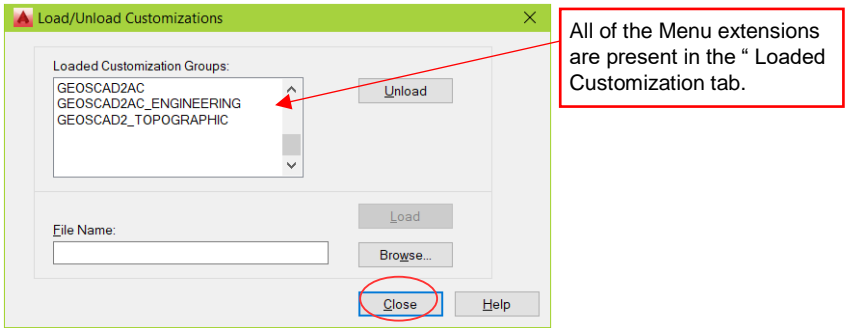 Load/Unload Customizations
All of the Menu extensions
are present in the “ Loaded
Customization tab.
Loaded Customization Groups:
GEOSCAD2AC
GEOSCAD2AC_ENGINEERING
GEOSCAD2_TOPOGRAPHIC
Unload
Load
File Name:
Browse...
Close
Help